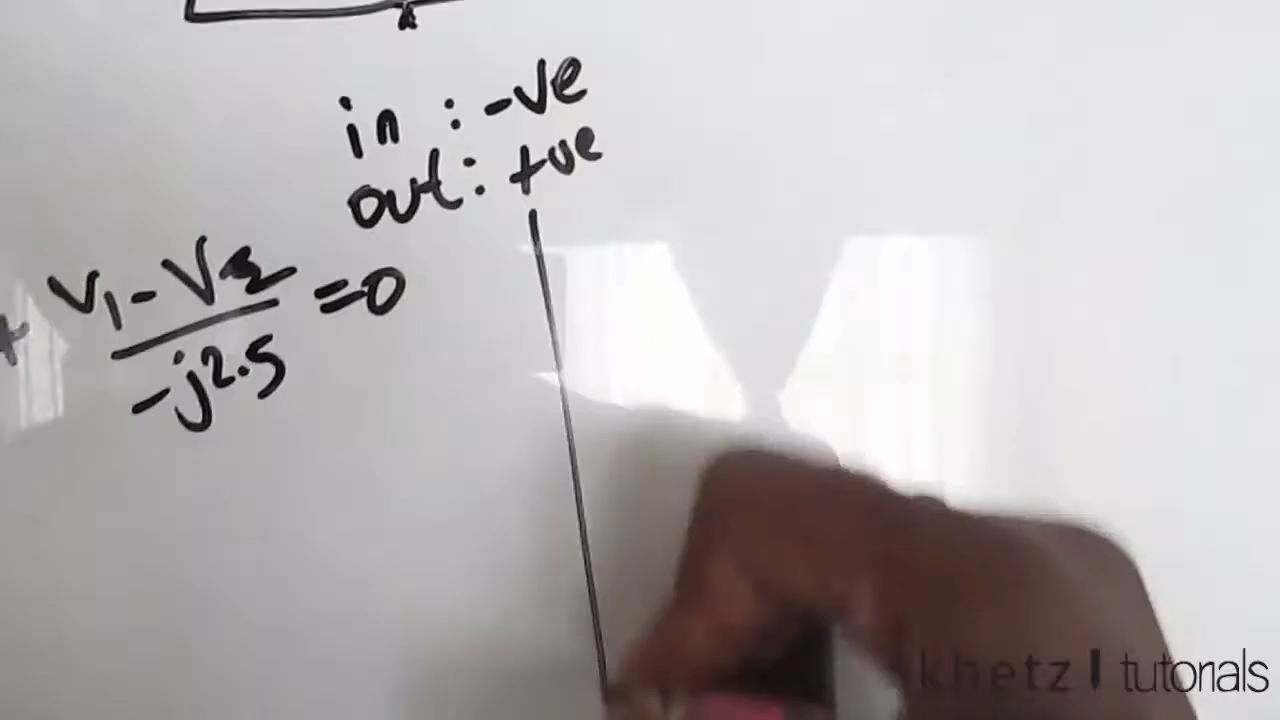 in : -ve
out : +ve
+ V1 - V2 = 0
-j2.5
khetz tutorials